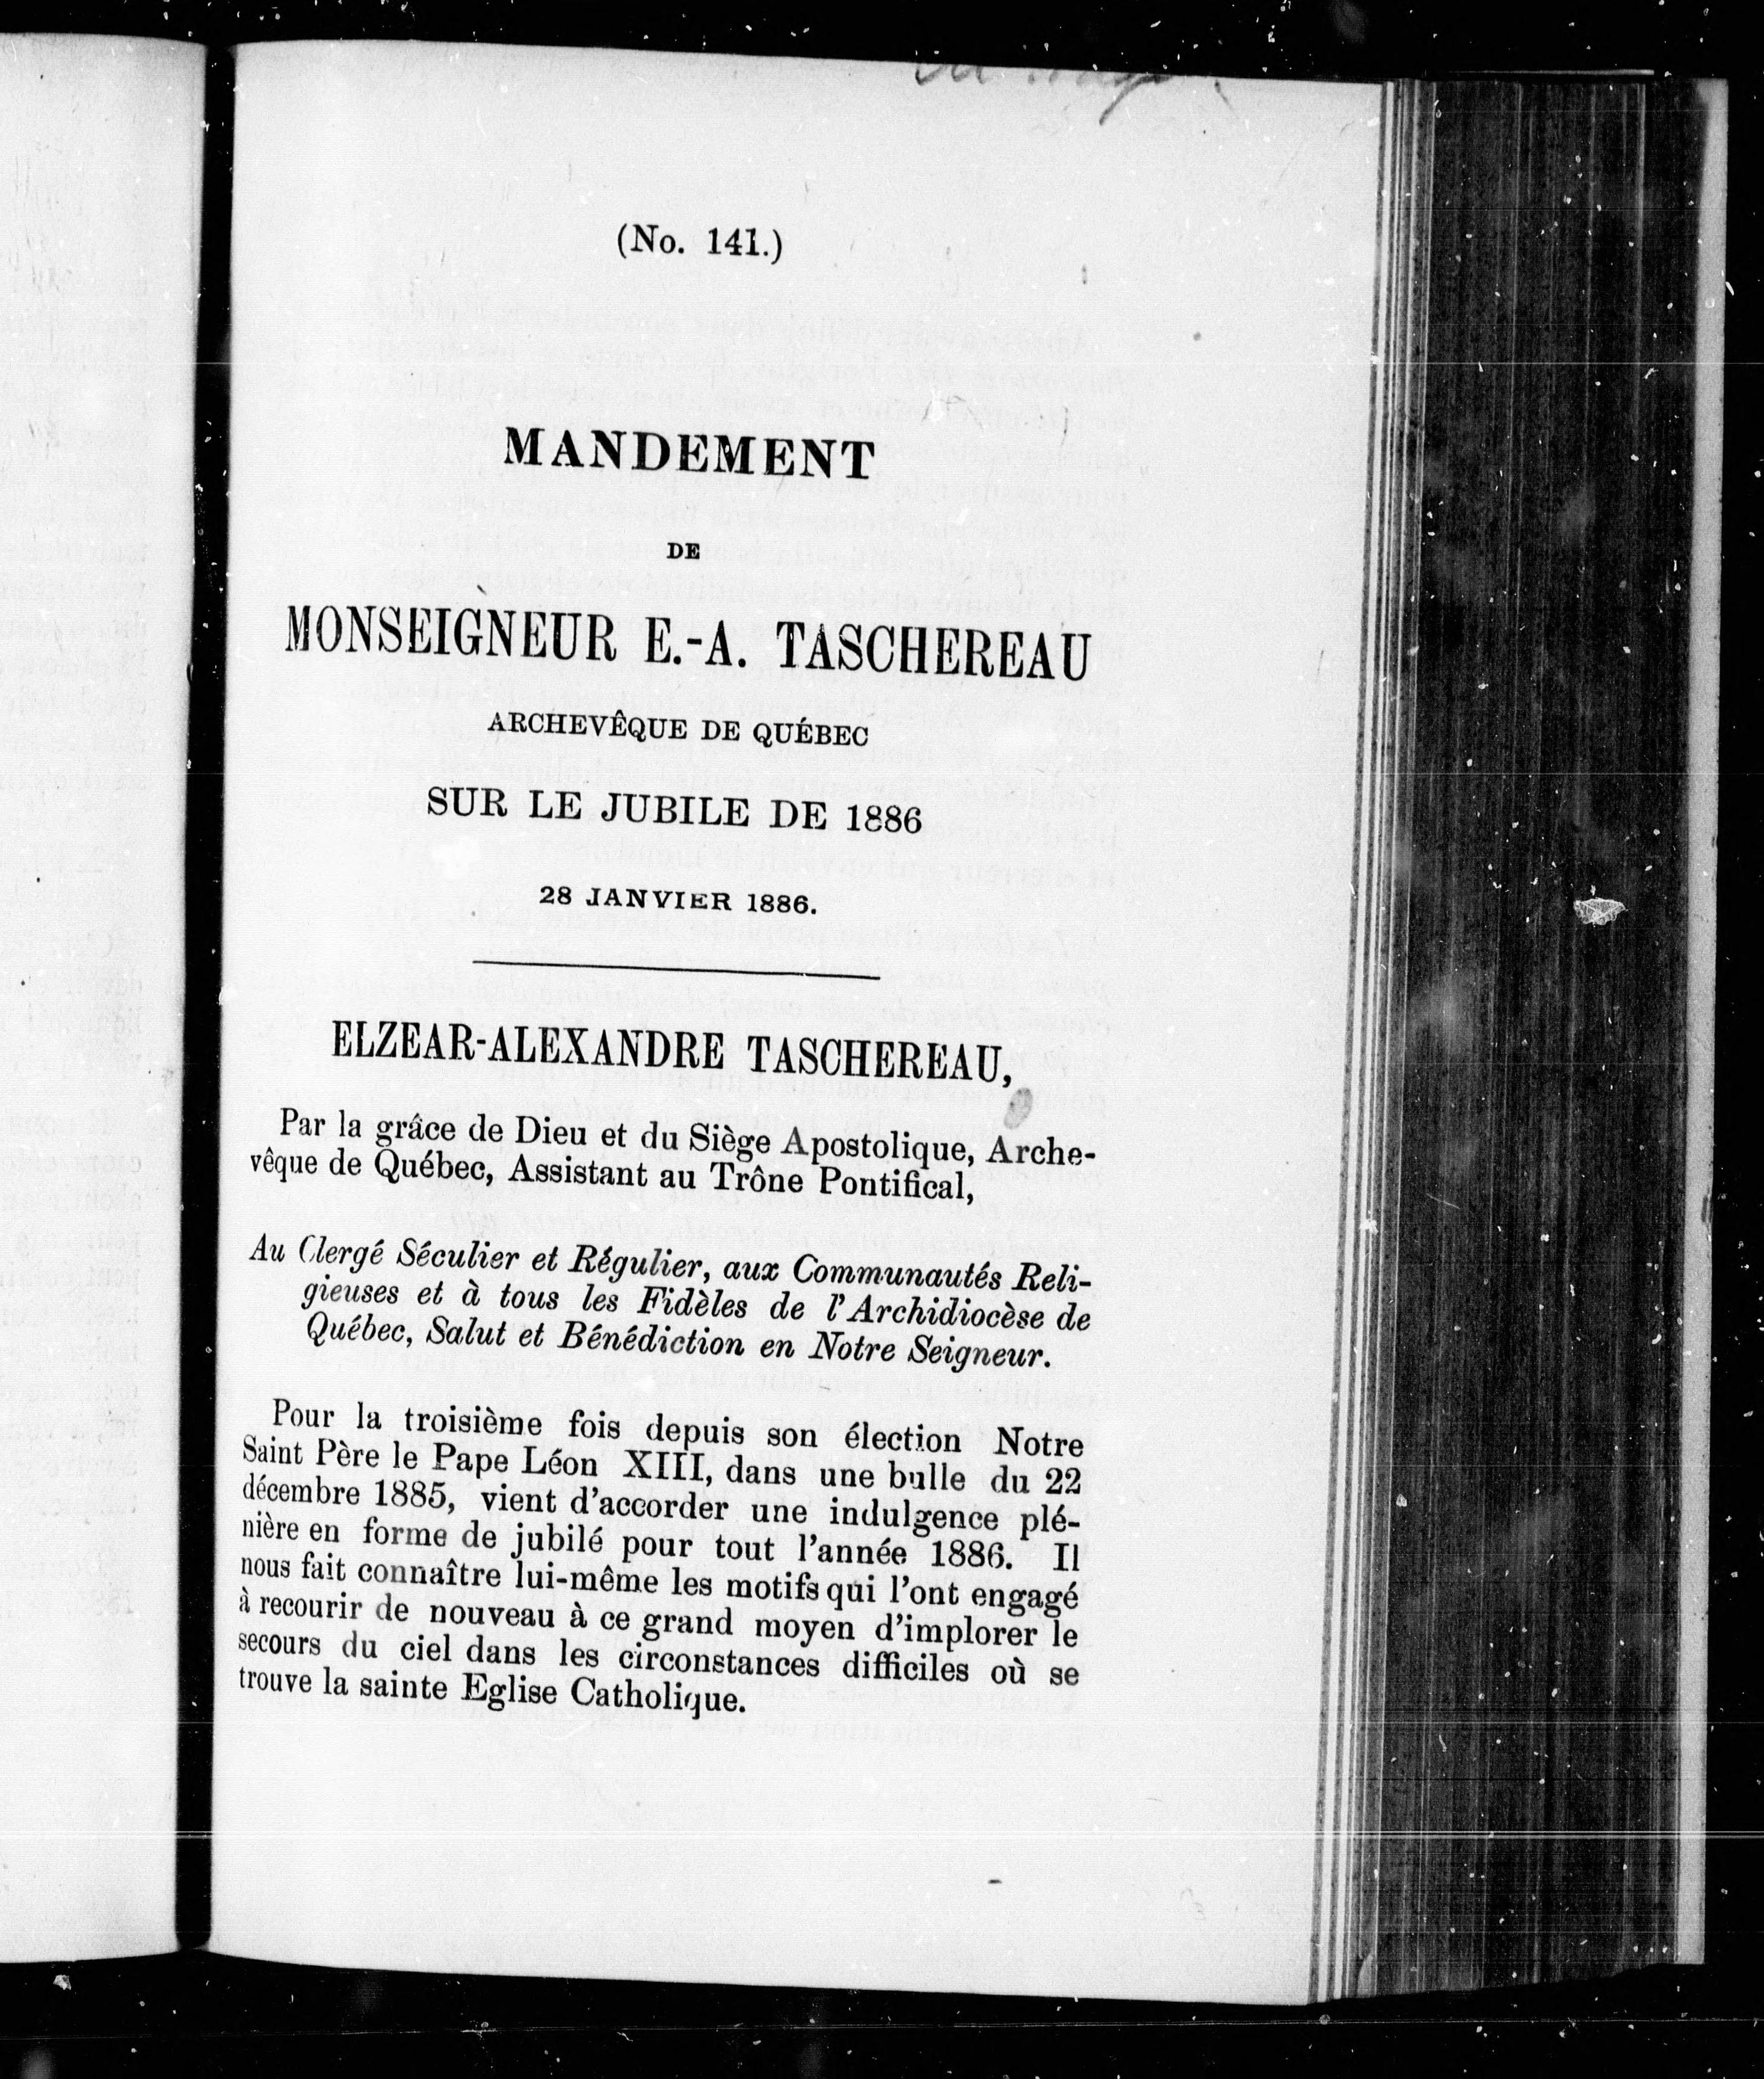 (No. 141.)
MANDEMENT
DE
MONSEIGNEUR E.-A. TASCHEREAU
ARCHEVÊQUE DE QUÉBEC
SUR LE JUBILE DE 1886
28 JANVIER 1886.
ELZEAR-ALEXANDRE TASCHEREAU,
Par la grâce de Dieu et du Siège Apostolique, Arche-
vêque de Québec, Assistant au Trône Pontifical,
Au Clergé Séculier et Régulier, aux Communautés Reli-
gieuses et à tous les Fidèles de l'Archidiocèse de
Québec, Salut et Bénédiction en Notre Seigneur.
Pour la troisième fois depuis son élection Notre
Saint Père le Pape Léon XIII, dans une bulle du 22
décembre 1885, vient d'accorder une indulgence plé-
nière en forme de jubilé pour tout l'année 1886. Il
nous fait connaître lui-même les motifs qui l'ont engagé
à recourir de nouveau à ce grand moyen d'implorer le
secours du ciel dans les circonstances difficiles où se
trouve la sainte Eglise Catholique.